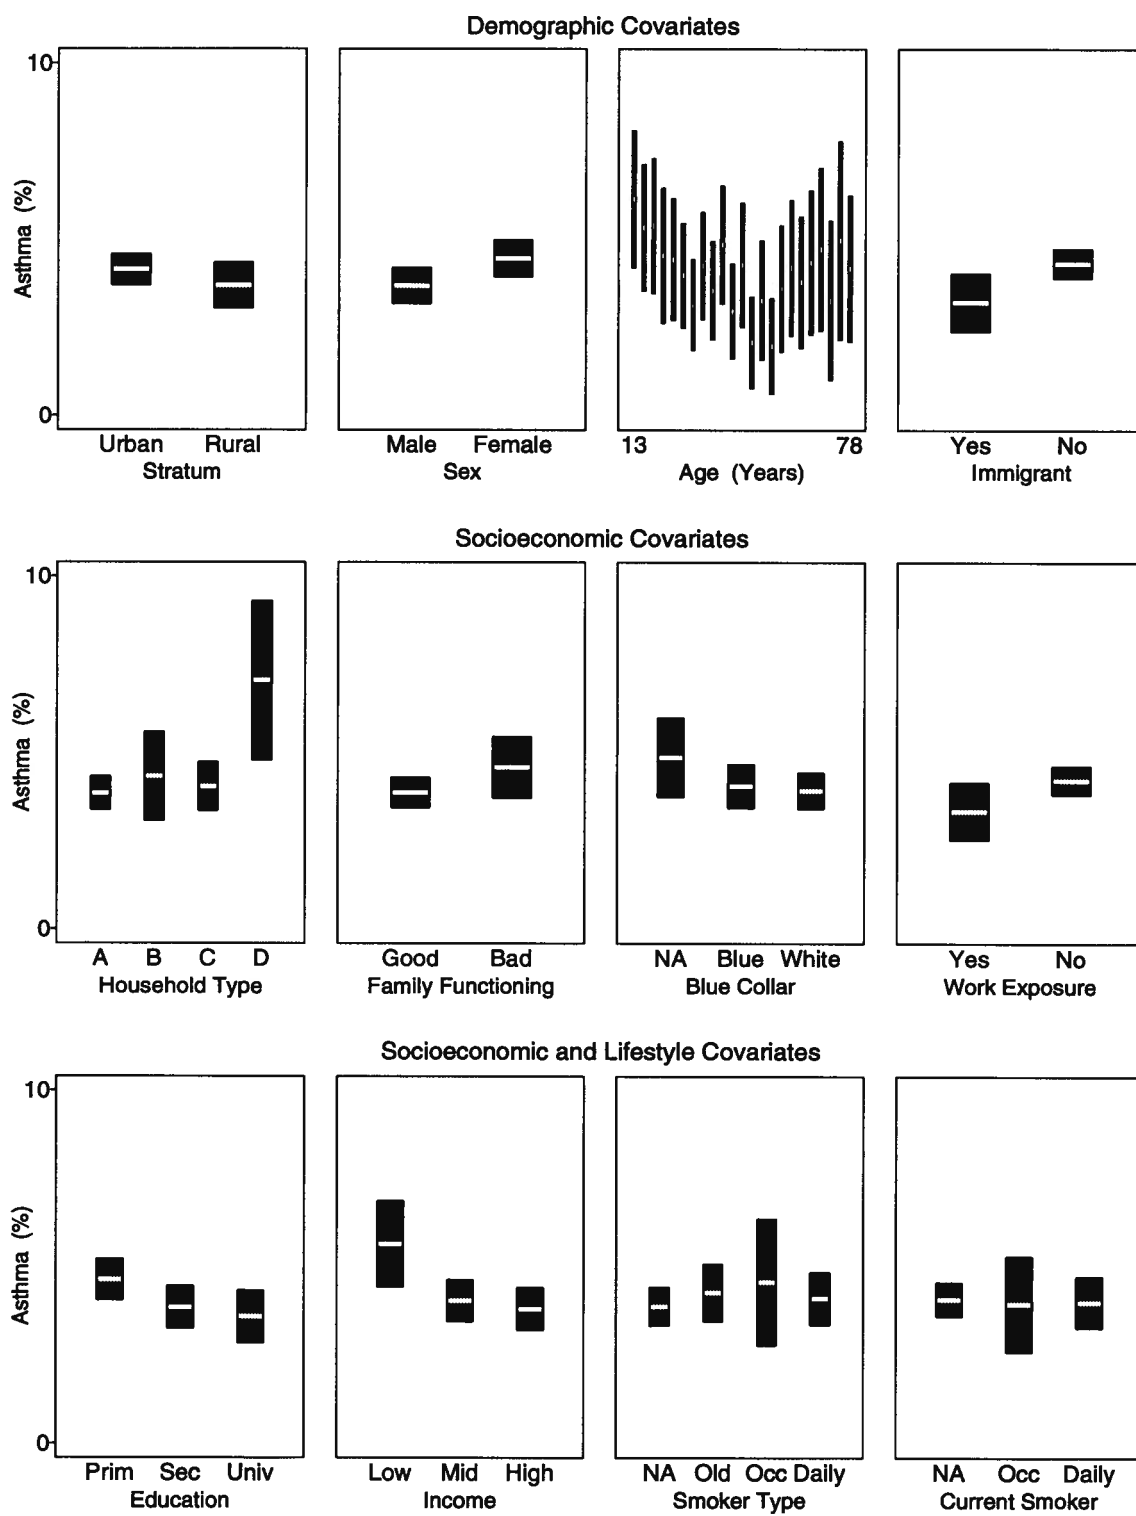 Demographic Covariates
10
Asthma (%)
0
Urban Rural
Stratum
Male Female
Sex
13 78
Age (Years)
Yes No
Immigrant
Socioeconomic Covariates
10
Asthma (%)
0
A B C D
Household Type
Good Bad
Family Functioning
NA Blue White
Blue Collar
Yes No
Work Exposure
Socioeconomic and Lifestyle Covariates
10
Asthma (%)
0
Prim Sec Univ
Education
Low Mid High
Income
NA Old Occ Daily
Smoker Type
NA Occ Daily
Current Smoker